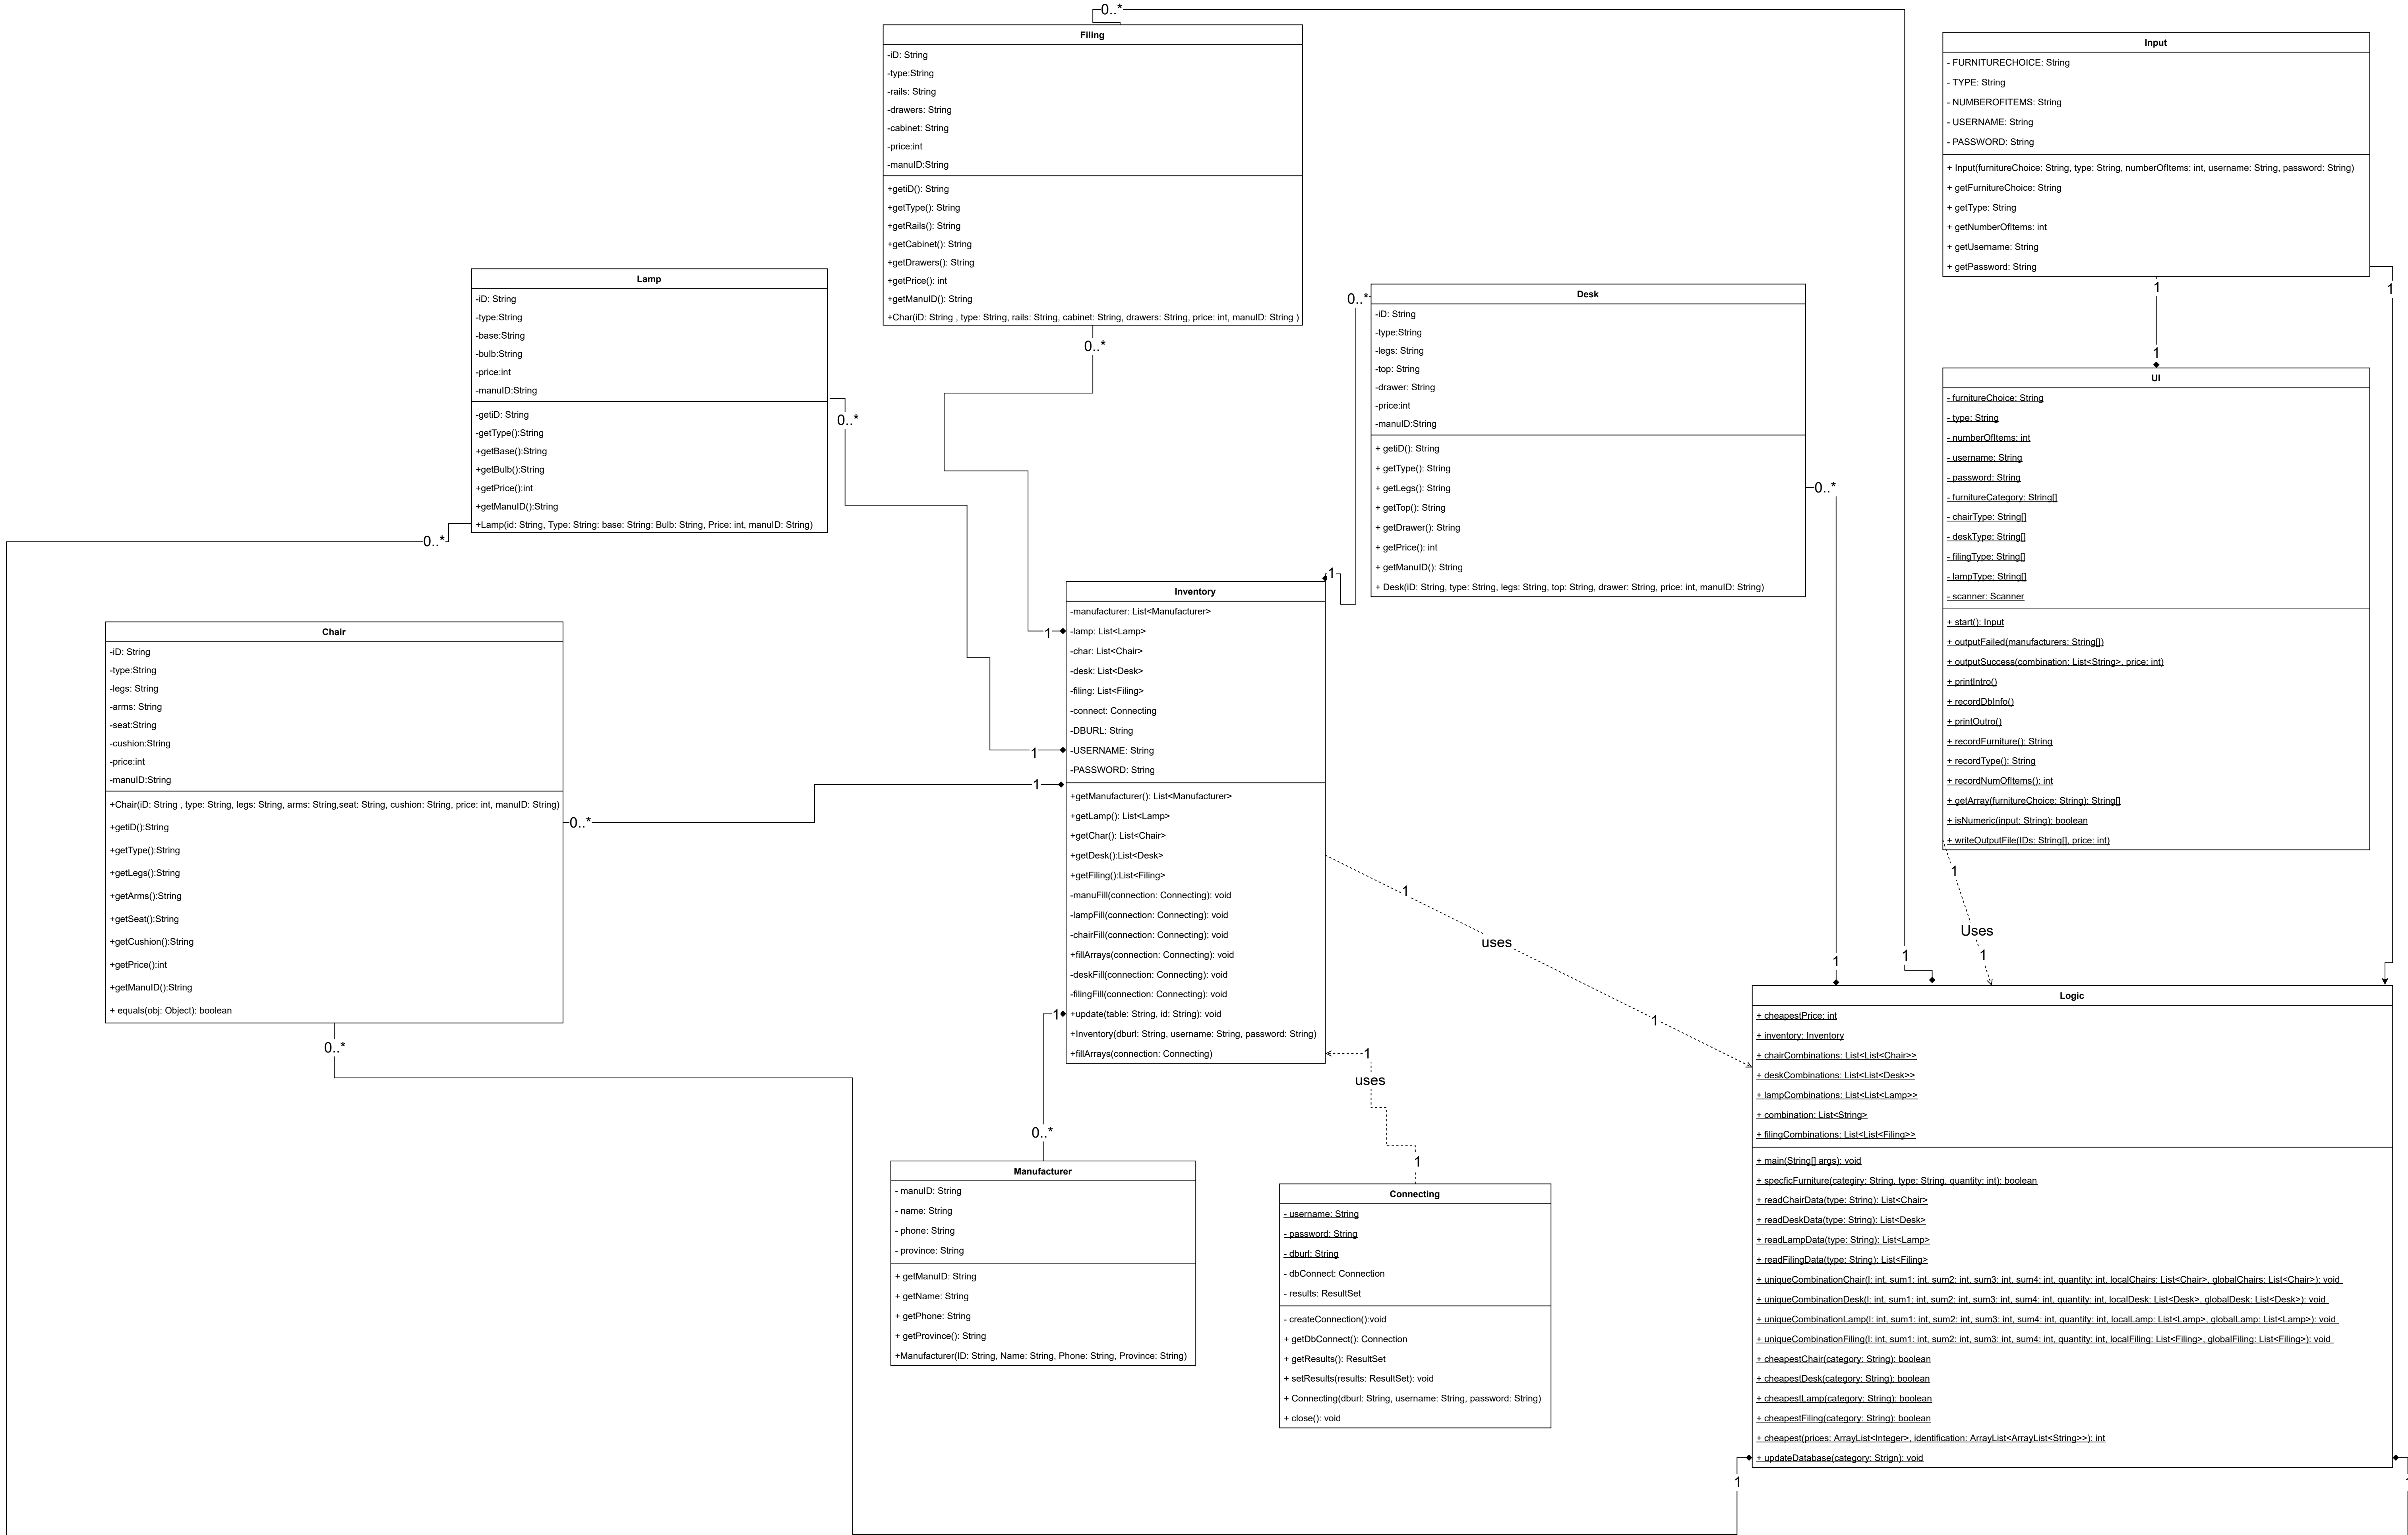 0..*
Filing
-iD: String
-type:String
-rails: String
-drawers: String
-cabinet: String
-price:int
-manuID:String
+getiD(): String
+getType(): String
+getRails(): String
+getCabinet(): String
+getDrawers(): String
+getPrice(): int
+getManuID(): String
+Char(iD: String , type: String, rails: String, cabinet: String, drawers: String, price: int, manuID: String )
0..*
Input
- FURNITURECHOICE: String
- TYPE: String
- NUMBEROFITEMS: String
- USERNAME: String
- PASSWORD: String
+ Input(furnitureChoice: String, type: String, numberOfItems: int, username: String, password: String)
+ getFurnitureChoice: String
+ getType: String
+ getNumberOfItems: int
+ getUsername: String
+ getPassword: String
1
1
1
Lamp
-iD: String
-type:String
-base:String
-bulb:String
-price:int
-manuID:String
-getiD: String
-getType():String
+getBase():String
+getBulb():String
+getPrice():int
+getManuID():String
+Lamp(id: String, Type: String: base: String: Bulb: String, Price: int, manuID: String)
0..*
0..*
0..*
Desk
-iD: String
-type:String
-legs: String
-top: String
-drawer: String
-price:int
-manuID:String
+ getiD(): String
+ getType(): String
+ getLegs(): String
+ getTop(): String
+ getDrawer(): String
+ getPrice(): int
+ getManuID(): String
+ Desk(iD: String, type: String, legs: String, top: String, drawer: String, price: int, manuID: String)
0..*
UI
- furnitureChoice: String
- type: String
- numberOfItems: int
- username: String
- password: String
- furnitureCategory: String[]
- chairType: String[]
- deskType: String[]
- filingType: String[]
- lampType: String[]
- scanner: Scanner
+ start(): Input
+ outputFailed(manufacturers: String[])
+ outputSuccess(combination: List<String>, price: int)
+ printIntro()
+ recordDbInfo()
+ printOutro()
+ recordFurniture(): String
+ recordType(): String
+ recordNumOfItems(): int
+ getArray(furnitureChoice: String): String[]
+ isNumeric(input: String): boolean
+ writeOutputFile(IDs: String[], price: int)
1
Uses
1
Chair
-iD: String
-type:String
-legs: String
-arms: String
-seat:String
-cushion:String
-price:int
-manuID:String
+Chair(iD: String , type: String, legs: String, arms: String,seat: String, cushion: String, price: int, manuID: String)
+getiD():String
+getType():String
+getLegs():String
+getArms():String
+getSeat():String
+getCushion():String
+getPrice():int
+getManuID():String
+ equals(obj: Object): boolean
0..*
0..*
1
1
1
1
Inventory
-manufacturer: List<Manufacturer>
-lamp: List<Lamp>
-char: List<Chair>
-desk: List<Desk>
-filing: List<Filing>
-connect: Connecting
-DBURL: String
-USERNAME: String
-PASSWORD: String
+getManufacturer(): List<Manufacturer>
+getLamp(): List<Lamp>
+getChar(): List<Chair>
+getDesk():List<Desk>
+getFiling():List<Filing>
-manuFill(connection: Connecting): void
-lampFill(connection: Connecting): void
-chairFill(connection: Connecting): void
+fillArrays(connection: Connecting): void
-deskFill(connection: Connecting): void
-filingFill(connection: Connecting): void
+update(table: String, id: String): void
+Inventory(dburl: String, username: String, password: String)
+fillArrays(connection: Connecting)
1
0..*
1
uses
1
1
uses
1
Manufacturer
- manuID: String
- name: String
- phone: String
- province: String
+ getManuID: String
+ getName: String
+ getPhone: String
+ getProvince(): String
+Manufacturer(ID: String, Name: String, Phone: String, Province: String)
Connecting
- username: String
- password: String
- dburl: String
- dbConnect: Connection
- results: ResultSet
- createConnection():void
+ getDbConnect(): Connection
+ getResults(): ResultSet
+ setResults(results: ResultSet): void
+ Connecting(dburl: String, username: String, password: String)
+ close(): void
1
1
Logic
+ cheapestPrice: int
+ inventory: Inventory
+ chairCombinations: List<List<Chair>>
+ deskCombinations: List<List<Desk>>
+ lampCombinations: List<List<Lamp>>
+ combination: List<String>
+ filingCombinations: List<List<Filing>>
+ main(String[] args): void
+ specficFurniture(categiry: String, type: String, quantity: int): boolean
+ readChairData(type: String): List<Chair>
+ readDeskData(type: String): List<Desk>
+ readLampData(type: String): List<Lamp>
+ readFilingData(type: String): List<Filing>
+ uniqueCombinationChair(l: int, sum1: int, sum2: int, sum3: int, sum4: int, quantity: int, localChairs: List<Chair>, globalChairs: List<Chair>): void
+ uniqueCombinationDesk(l: int, sum1: int, sum2: int, sum3: int, sum4: int, quantity: int, localDesk: List<Desk>, globalDesk: List<Desk>): void
+ uniqueCombinationLamp(l: int, sum1: int, sum2: int, sum3: int, sum4: int, quantity: int, localLamp: List<Lamp>, globalLamp: List<Lamp>): void
+ uniqueCombinationFiling(l: int, sum1: int, sum2: int, sum3: int, sum4: int, quantity: int, localFiling: List<Filing>, globalFiling: List<Filing>): void
+ cheapestChair(category: String): boolean
+ cheapestDesk(category: String): boolean
+ cheapestLamp(category: String): boolean
+ cheapestFiling(category: String): boolean
+ cheapest(prices: ArrayList<Integer>, identification: ArrayList<ArrayList<String>>): int
+ updateDatabase(category: Strign): void
1
1